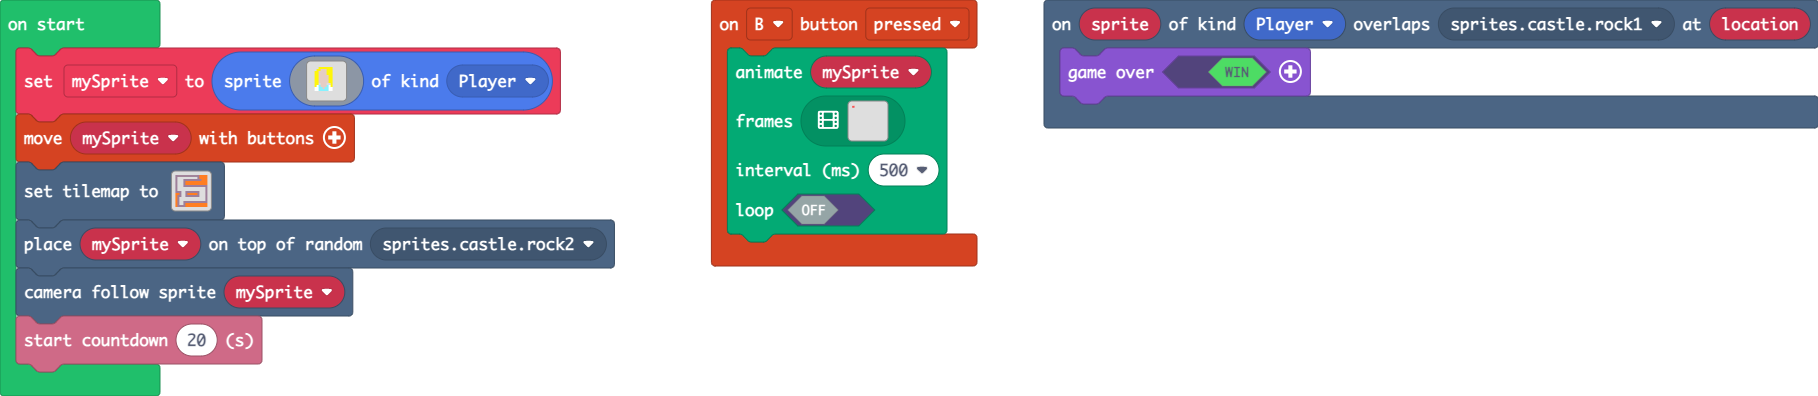 on start
set mySprite to sprite of kind Player
move mySprite with buttons
set tilemap to
place mySprite on top of random sprites.castle.rock2
camera follow sprite mySprite
start countdown 20 (s)
on B button pressed
animate mySprite
frames
interval (ms) 500
loop OFF
on sprite of kind Player overlaps sprites.castle.rock1 at location
game over WIN